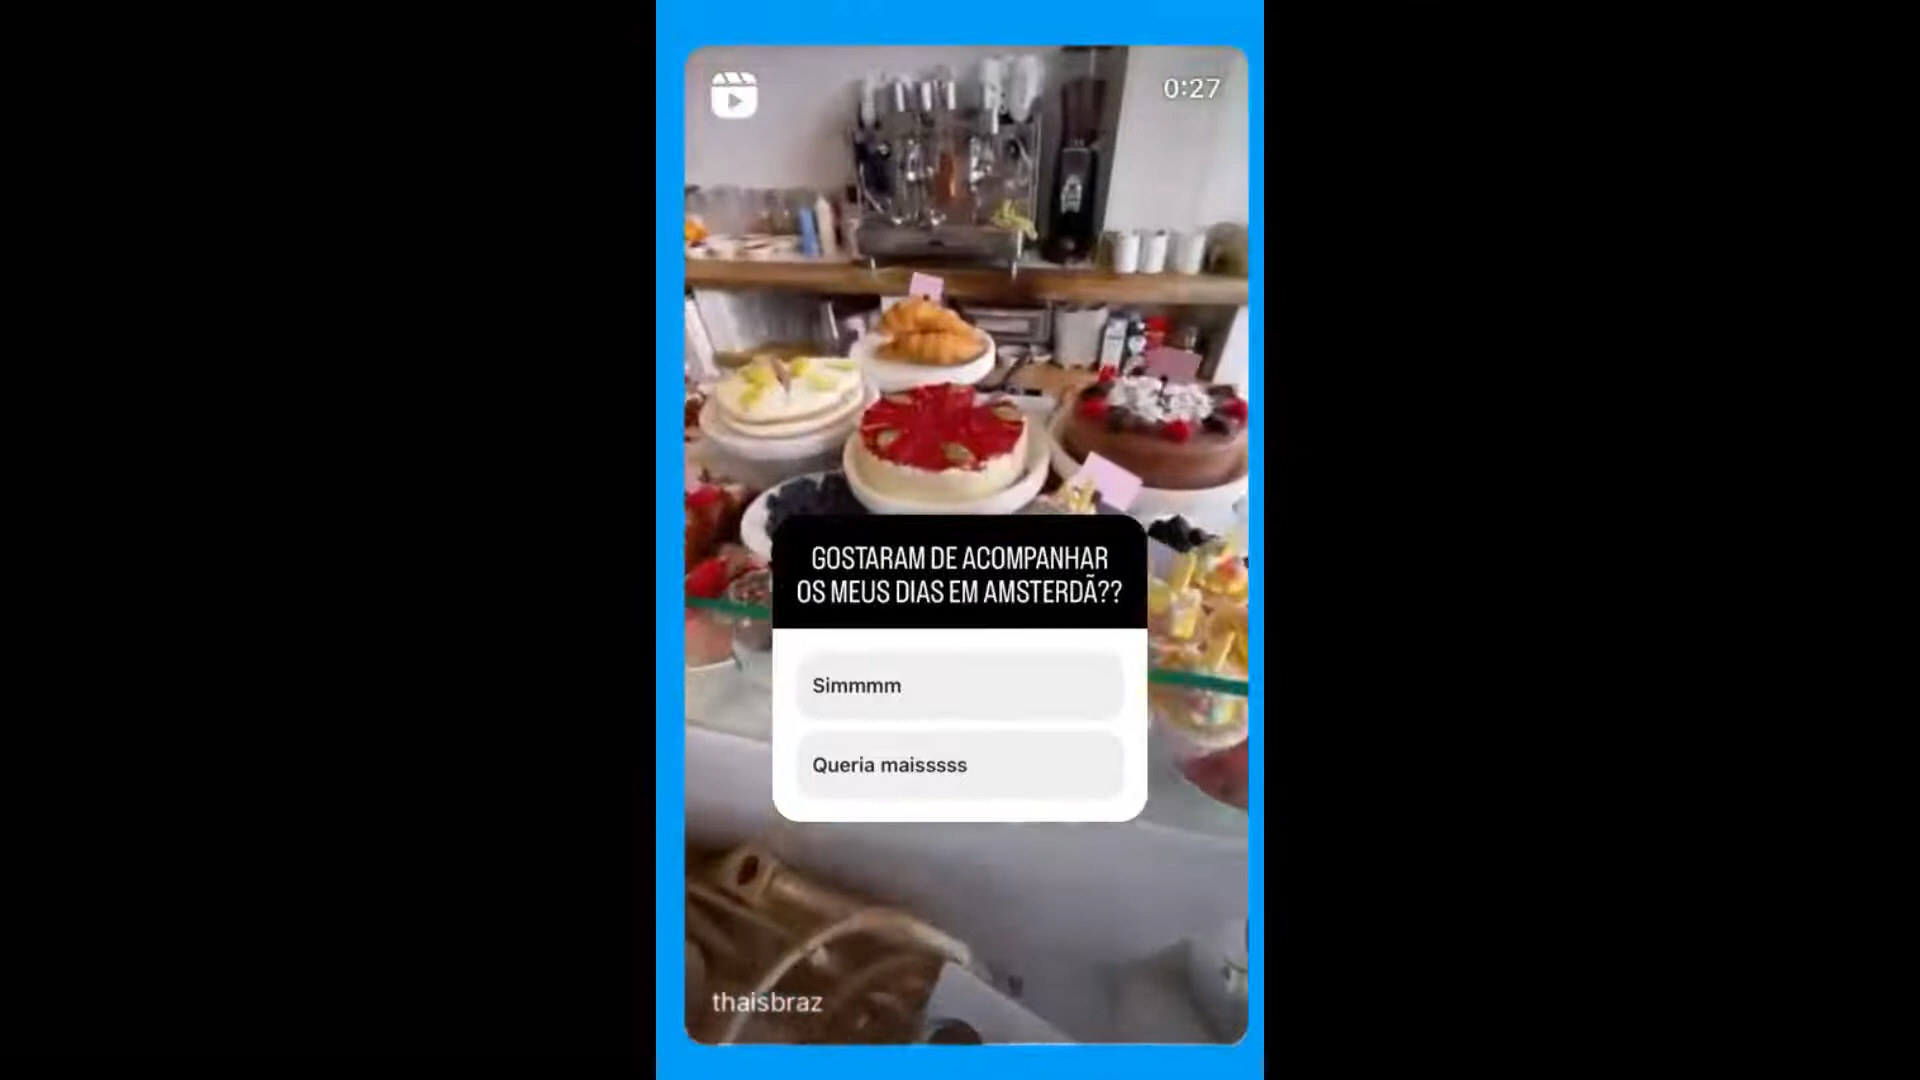 0:27
GOSTARAM DE ACOMPANHAR
OS MEUS DIAS EM AMSTERDÃ??
Simmmm
Queria maisssss
thaisbraz